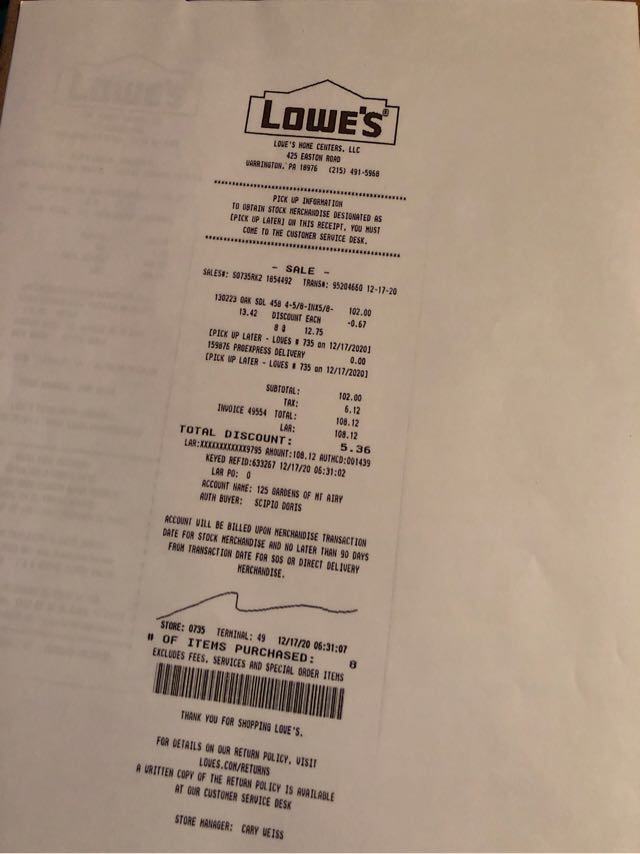 LOWE'S®
LOWE'S HOME CENTERS, LLC
425 EASTON ROAD
WARRINGTON, PA 18976 (215) 491-5968
PICK UP INFORMATION
TO OBTAIN STOCK MERCHANDISE DESIGNATED AS
[PICK UP LATER] ON THIS RECEIPT, YOU MUST
COME TO THE CUSTOMER SERVICE DESK.
- SALE -
SALES#: S0735RK2 1854492 TRANS#: 95204660 12-17-20
130223 OAK SDL 458 4-5/8-INX5/8- 102.00
13.42 DISCOUNT EACH -0.67
8 @ 12.75
[PICK UP LATER - LOWES # 735 on 12/17/2020]
159876 PROEXPRESS DELIVERY 0.00
[PICK UP LATER - LOWES # 735 on 12/17/2020]
SUBTOTAL: 102.00
TAX: 6.12
INVOICE 49554 TOTAL: 108.12
LAR: 108.12
TOTAL DISCOUNT: 5.36
LAR:XXXXXXXXXXXX9795 AMOUNT:108.12 AUTHCD:001439
KEYED REFID:633267 12/17/20 06:31:02
LAR PO: 0
ACCOUNT NAME: 125 GARDENS OF MT AIRY
AUTH BUYER: SCIPIO DORIS
ACCOUNT WILL BE BILLED UPON MERCHANDISE TRANSACTION
DATE FOR STOCK MERCHANDISE AND NO LATER THAN 90 DAYS
FROM TRANSACTION DATE FOR SOS OR DIRECT DELIVERY
MERCHANDISE.
STORE: 0735 TERMINAL: 49 12/17/20 06:31:07
# OF ITEMS PURCHASED: 8
EXCLUDES FEES, SERVICES AND SPECIAL ORDER ITEMS
THANK YOU FOR SHOPPING LOWE'S.
FOR DETAILS ON OUR RETURN POLICY, VISIT
LOWES.COM/RETURNS
A WRITTEN COPY OF THE RETURN POLICY IS AVAILABLE
AT OUR CUSTOMER SERVICE DESK
STORE MANAGER: CARY WEISS